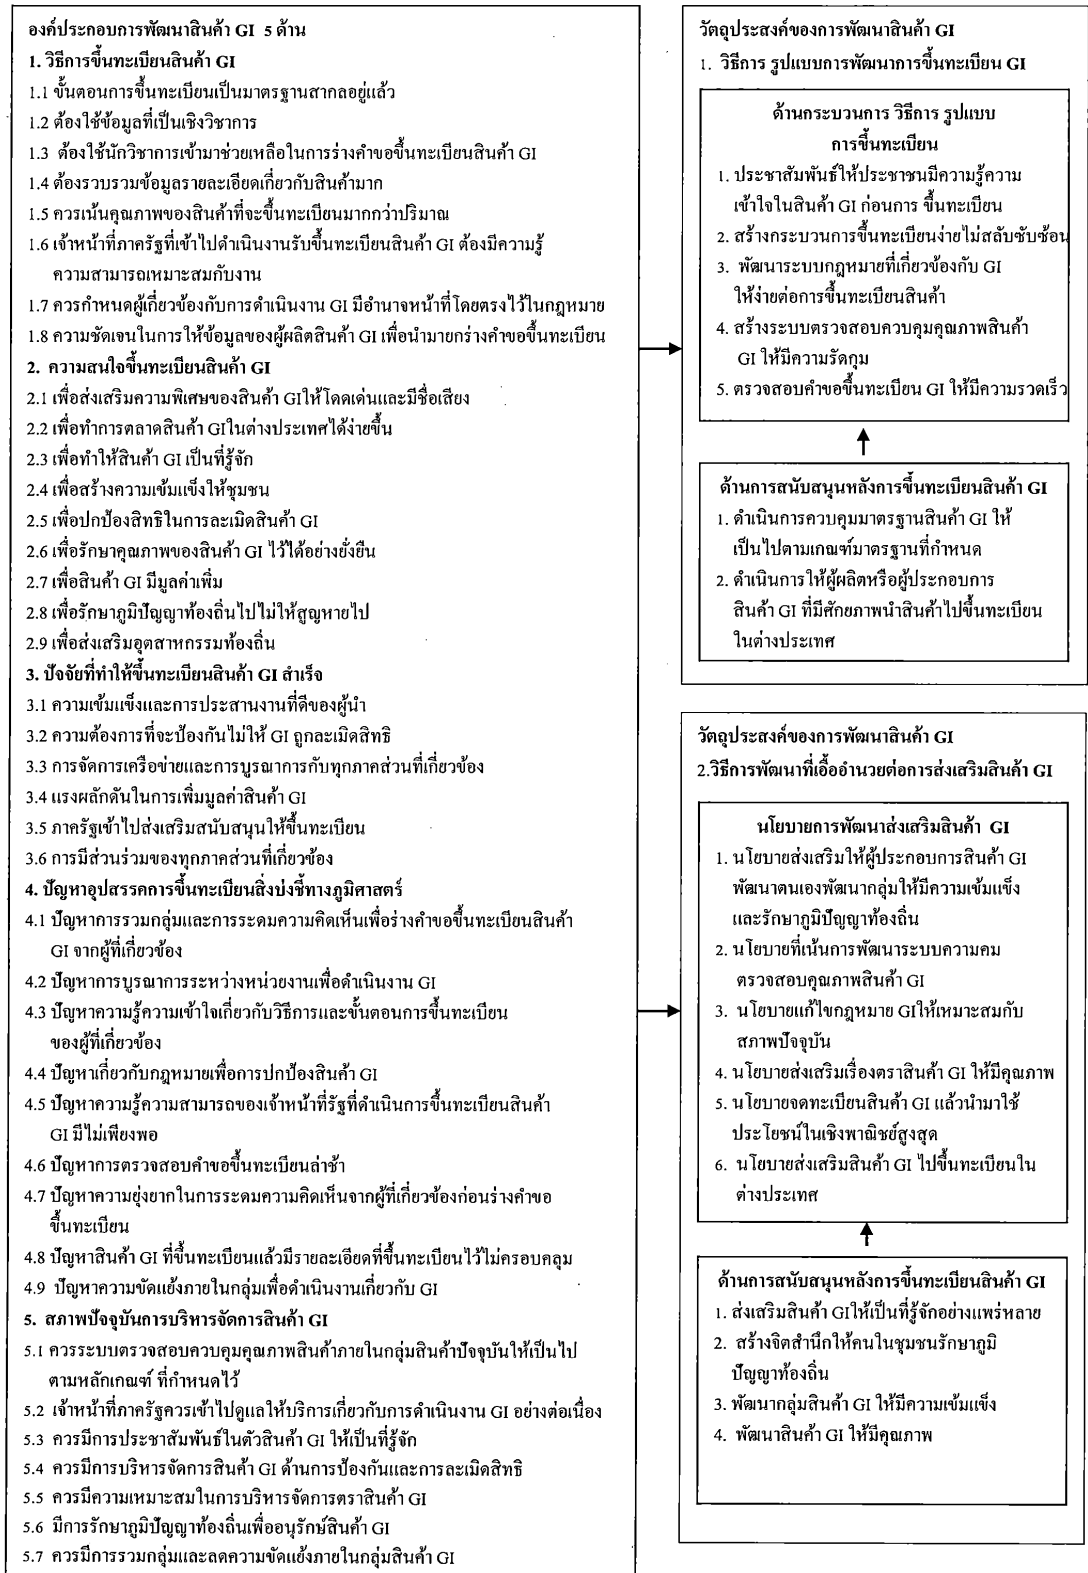 องค์ประกอบการพัฒนาสินค้า GI 5 ด้าน
1. วิธีการขึ้นทะเบียนสินค้า GI
1.1 ขั้นตอนการขึ้นทะเบียนเป็นมาตรฐานสากลอยู่แล้ว
1.2 ต้องใช้ข้อมูลที่เป็นเชิงวิชาการ
1.3 ต้องใช้นักวิชาการเข้ามาช่วยเหลือในการร่างคำขอขึ้นทะเบียนสินค้า GI
1.4 ต้องรวบรวมข้อมูลรายละเอียดเกี่ยวกับสินค้ามาก
1.5 ควรเน้นคุณภาพของสินค้าที่จะขึ้นทะเบียนมากกว่าปริมาณ
1.6 เจ้าหน้าที่ภาครัฐที่เข้าไปดำเนินงานรับขึ้นทะเบียนสินค้า GI ต้องมีความรู้
ความสามารถเหมาะสมกับงาน
1.7 ควรกำหนดผู้เกี่ยวข้องกับการดำเนินงาน GI มีอำนาจหน้าที่โดยตรงไว้ในกฎหมาย
1.8 ความชัดเจนในการให้ข้อมูลของผู้ผลิตสินค้า GI เพื่อนำมายกร่างคำขอขึ้นทะเบียน
2. ความสนใจขึ้นทะเบียนสินค้า GI
2.1 เพื่อส่งเสริมความพิเศษของสินค้า GIให้โดดเด่นและมีชื่อเสียง
2.2 เพื่อทำการตลาดสินค้า GIในต่างประเทศได้ง่ายขึ้น
2.3 เพื่อทำให้สินค้า GI เป็นที่รู้จัก
2.4 เพื่อสร้างความเข้มแข็งให้ชุมชน
2.5 เพื่อปกป้องสิทธิในการละเมิดสินค้า GI
2.6 เพื่อรักษาคุณภาพของสินค้า GI ไว้ได้อย่างยั่งยืน
2.7 เพื่อสินค้า GI มีมูลค่าเพิ่ม
2.8 เพื่อรักษาภูมิปัญญาท้องถิ่นไปไม่ให้สูญหายไป
2.9 เพื่อส่งเสริมอุตสาหกรรมท้องถิ่น
3. ปัจจัยที่ทำให้ขึ้นทะเบียนสินค้า GI สำเร็จ
3.1 ความเข้มแข็งและการประสานงานที่ดีของผู้นำ
3.2 ความต้องการที่จะป้องกันไม่ให้ GI ถูกละเมิดสิทธิ
3.3 การจัดการเครือข่ายและการบูรณาการกับทุกภาคส่วนที่เกี่ยวข้อง
3.4 แรงผลักดันในการเพิ่มมูลค่าสินค้า GI
3.5 ภาครัฐเข้าไปส่งเสริมสนับสนุนให้ขึ้นทะเบียน
3.6 การมีส่วนร่วมของทุกภาคส่วนที่เกี่ยวข้อง
4. ปัญหาอุปสรรคการขึ้นทะเบียนสิ่งบ่งชี้ทางภูมิศาสตร์
4.1 ปัญหาการรวมกลุ่มและการระดมความคิดเห็นเพื่อร่างคำขอขึ้นทะเบียนสินค้า
GI จากผู้ที่เกี่ยวข้อง
4.2 ปัญหาการบูรณาการระหว่างหน่วยงานเพื่อดำเนินงาน GI
4.3 ปัญหาความรู้ความเข้าใจเกี่ยวกับวิธีการและขั้นตอนการขึ้นทะเบียน
ของผู้ที่เกี่ยวข้อง
4.4 ปัญหาเกี่ยวกับกฎหมายเพื่อการปกป้องสินค้า GI
4.5 ปัญหาความรู้ความสามารถของเจ้าหน้าที่รัฐที่ดำเนินการขึ้นทะเบียนสินค้า
GI มีไม่เพียงพอ
4.6 ปัญหาการตรวจสอบคำขอขึ้นทะเบียนล่าช้า
4.7 ปัญหาความยุ่งยากในการระดมความคิดเห็นจากผู้ที่เกี่ยวข้องก่อนร่างคำขอ
ขึ้นทะเบียน
4.8 ปัญหาสินค้า GI ที่ขึ้นทะเบียนแล้วมีรายละเอียดที่ขึ้นทะเบียนไว้ไม่ครอบคลุม
4.9 ปัญหาความขัดแย้งภายในกลุ่มเพื่อดำเนินงานเกี่ยวกับ GI
5. สภาพปัจจุบันการบริหารจัดการสินค้า GI
5.1 ควรระบบตรวจสอบควบคุมคุณภาพสินค้าภายในกลุ่มสินค้าปัจจุบันให้เป็นไป
ตามหลักเกณฑ์ ที่กำหนดไว้
5.2 เจ้าหน้าที่ภาครัฐควรเข้าไปดูแลให้บริการเกี่ยวกับการดำเนินงาน GI อย่างต่อเนื่อง
5.3 ควรมีการประชาสัมพันธ์ในตัวสินค้า GI ให้เป็นที่รู้จัก
5.4 ควรมีการบริหารจัดการสินค้า GI ด้านการป้องกันและการละเมิดสิทธิ
5.5 ควรมีความเหมาะสมในการบริหารจัดการตราสินค้า GI
5.6 มีการรักษาภูมิปัญญาท้องถิ่นเพื่ออนุรักษ์สินค้า GI
5.7 ควรมีการรวมกลุ่มและลดความขัดแย้งภายในกลุ่มสินค้า GI
วัตถุประสงค์ของการพัฒนาสินค้า GI
1. วิธีการ รูปแบบการพัฒนาการขึ้นทะเบียน GI
ด้านกระบวนการ วิธีการ รูปแบบ
การขึ้นทะเบียน
1. ประชาสัมพันธ์ให้ประชาชนมีความรู้ความ
เข้าใจในสินค้า GI ก่อนการ ขึ้นทะเบียน
2. สร้างกระบวนการขึ้นทะเบียนง่ายไม่สลับซับซ้อน
3. พัฒนาระบบกฎหมายที่เกี่ยวข้องกับ GI
ให้ง่ายต่อการขึ้นทะเบียนสินค้า
4. สร้างระบบตรวจสอบควบคุมคุณภาพสินค้า
GI ให้มีความรัดกุม
5. ตรวจสอบคำขอขึ้นทะเบียน GI ให้มีความรวดเร็ว
ด้านการสนับสนุนหลังการขึ้นทะเบียนสินค้า GI
1. ดำเนินการควบคุมมาตรฐานสินค้า GI ให้
เป็นไปตามเกณฑ์มาตรฐานที่กำหนด
2. ดำเนินการให้ผู้ผลิตหรือผู้ประกอบการ
สินค้า GI ที่มีศักยภาพนำสินค้าไปขึ้นทะเบียน
ในต่างประเทศ
วัตถุประสงค์ของการพัฒนาสินค้า GI
2.วิธีการพัฒนาที่เอื้ออำนวยต่อการส่งเสริมสินค้า GI
นโยบายการพัฒนาส่งเสริมสินค้า GI
1. นโยบายส่งเสริมให้ผู้ประกอบการสินค้า GI
พัฒนาตนเองพัฒนากลุ่มให้มีความเข้มแข็ง
และรักษาภูมิปัญญาท้องถิ่น
2. นโยบายที่เน้นการพัฒนาระบบความคม
ตรวจสอบคุณภาพสินค้า GI
3. นโยบายแก้ไขกฎหมาย GIให้เหมาะสมกับ
สภาพปัจจุบัน
4. นโยบายส่งเสริมเรื่องตราสินค้า GI ให้มีคุณภาพ
5. นโยบายจดทะเบียนสินค้า GI แล้วนำมาใช้
ประโยชน์ในเชิงพาณิชย์สูงสุด
6. นโยบายส่งเสริมสินค้า GI ไปขึ้นทะเบียนใน
ต่างประเทศ
ด้านการสนับสนุนหลังการขึ้นทะเบียนสินค้า GI
1. ส่งเสริมสินค้า GIให้เป็นที่รู้จักอย่างแพร่หลาย
2. สร้างจิตสำนึกให้คนในชุมชนรักษาภูมิ
ปัญญาท้องถิ่น
3. พัฒนากลุ่มสินค้า GI ให้มีความเข้มแข็ง
4. พัฒนาสินค้า GI ให้มีคุณภาพ